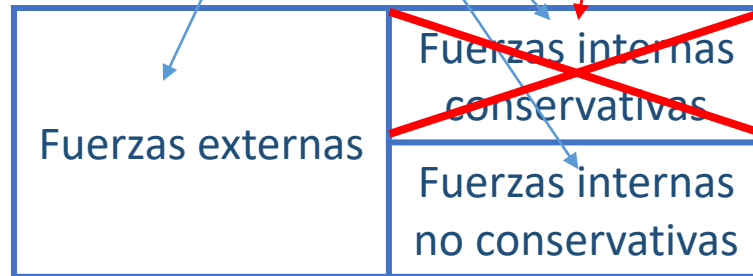 Fuerzas externas
Fuerzas internas
conservativas
Fuerzas internas
no conservativas